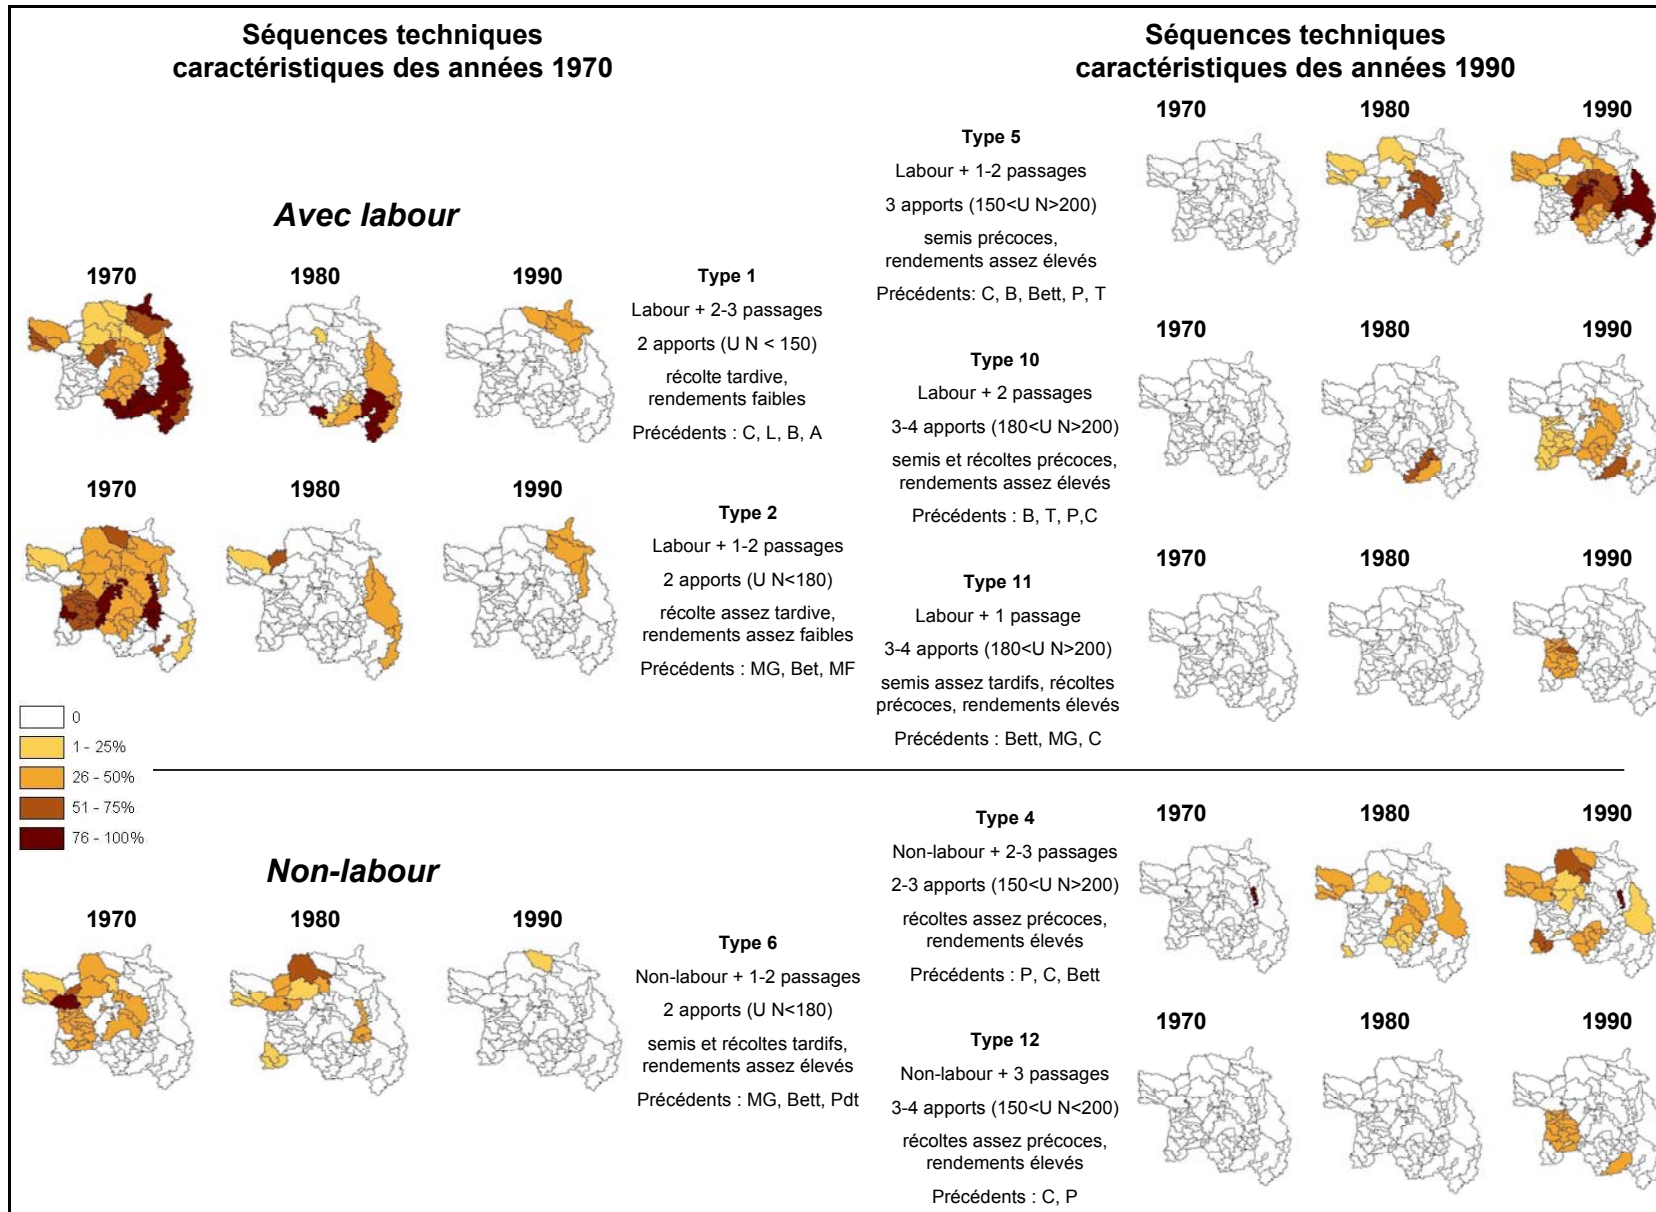 Séquences techniques
caractéristiques des années 1970
Avec labour
1970
1980
1990
Type 1
Labour + 2-3 passages
2 apports (U N < 150)
récolte tardive,
rendements faibles
Précédents : C, L, B, A
1970
1980
1990
Type 2
Labour + 1-2 passages
2 apports (U N<180)
récolte assez tardive,
rendements assez faibles
Précédents : MG, Bet, MF
0
1 - 25%
26 - 50%
51 - 75%
76 - 100%
Non-labour
1970
1980
1990
Type 6
Non-labour + 1-2 passages
2 apports (U N<180)
semis et récoltes tardifs,
rendements assez élevés
Précédents : MG, Bett, Pdt
Séquences techniques
caractéristiques des années 1990
Type 5
Labour + 1-2 passages
3 apports (150<U N>200)
semis précoces,
rendements assez élevés
Précédents: C, B, Bett, P, T
1970
1980
1990
Type 10
Labour + 2 passages
3-4 apports (180<U N>200)
semis et récoltes précoces,
rendements assez élevés
Précédents : B, T, P,C
1970
1980
1990
Type 11
Labour + 1 passage
3-4 apports (180<U N>200)
semis assez tardifs, récoltes
précoces, rendements élevés
Précédents : Bett, MG, C
1970
1980
1990
Type 4
Non-labour + 2-3 passages
2-3 apports (150<U N>200)
récoltes assez précoces,
rendements élevés
Précédents : P, C, Bett
1970
1980
1990
Type 12
Non-labour + 3 passages
3-4 apports (150<U N<200)
récoltes assez précoces,
rendements élevés
Précédents : C, P
1970
1980
1990